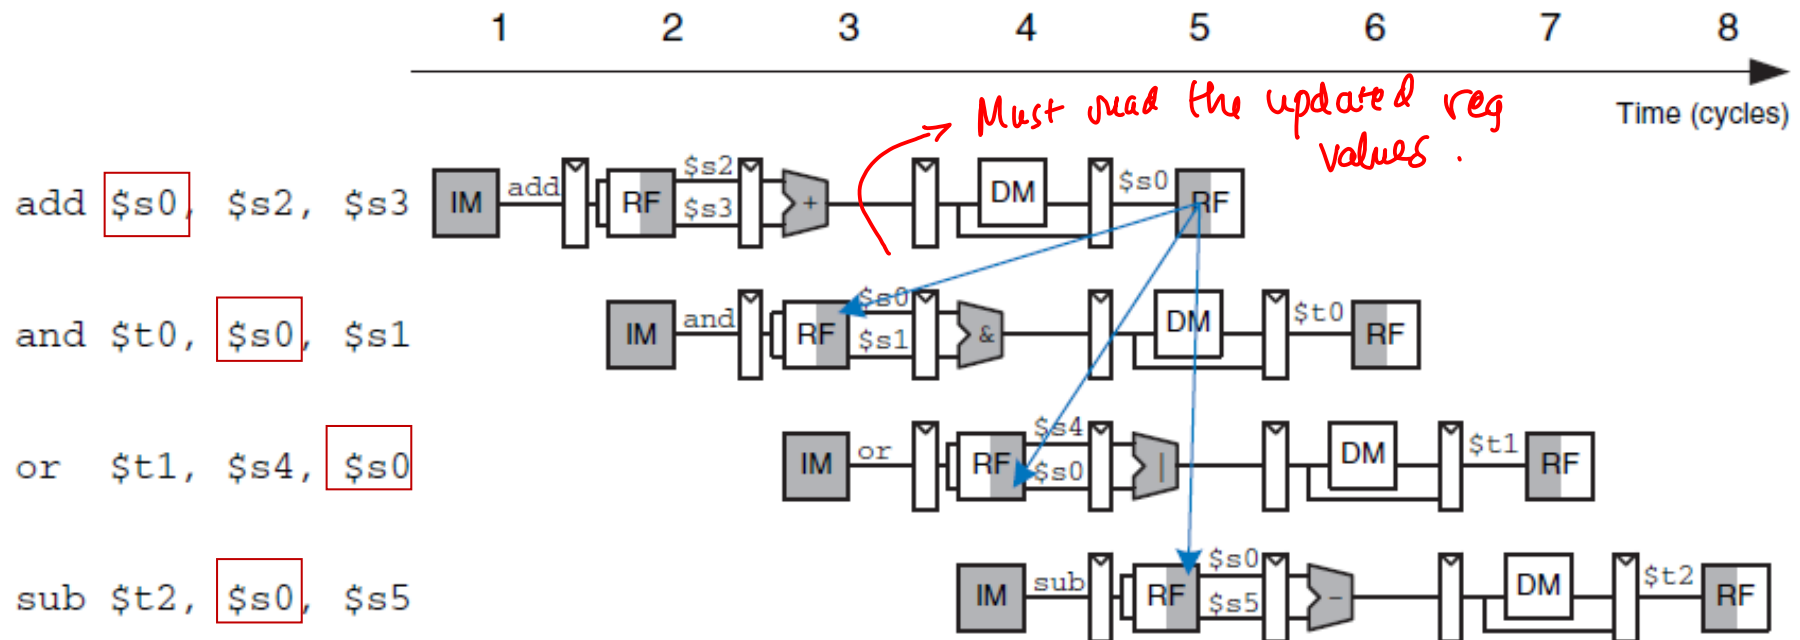 1 2 3 4 5 6 7 8
Time (cycles)
Must read the updated reg
values.
add $s0, $s2, $s3 IM add RF $s2 $s3 + DM $s0 RF
and $t0, $s0, $s1 IM and RF $s0 $s1 & DM $t0 RF
or $t1, $s4, $s0 IM or RF $s4 $s0 | DM $t1 RF
sub $t2, $s0, $s5 IM sub RF $s0 $s5 - DM $t2 RF